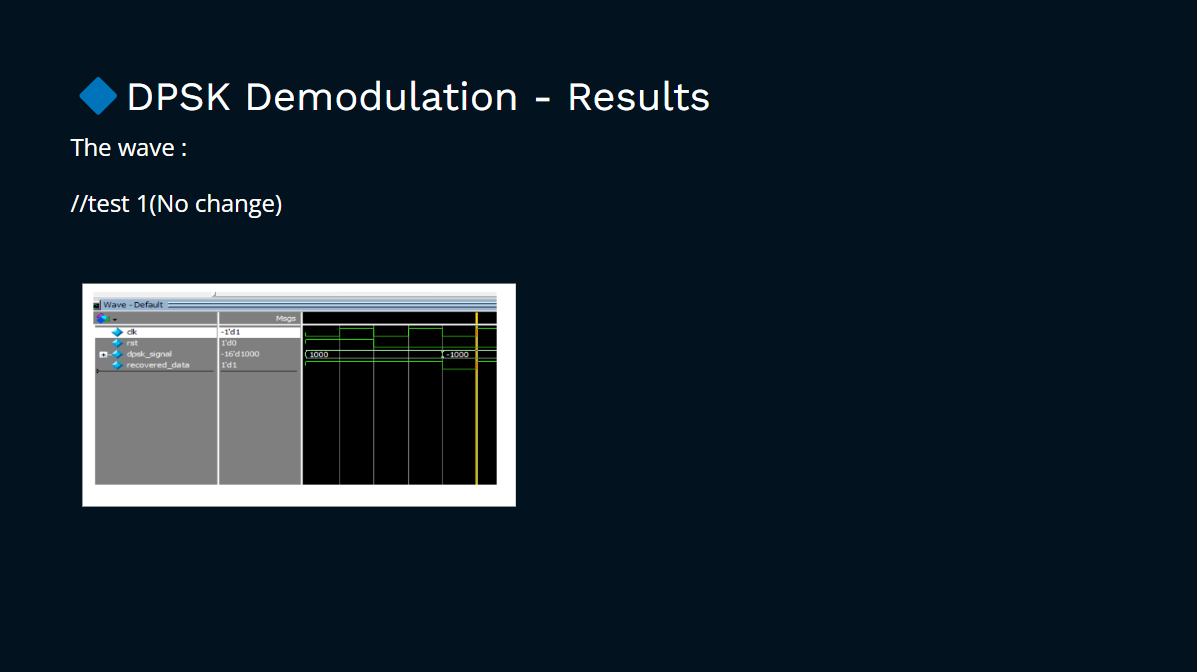 DPSK Demodulation - Results
The wave :
//test 1(No change)
Wave - Default
Msgs
clk -1'd1
rst 1'd0
dpsk_signal -16'd1000 1000 -1000
recovered_data 1'd1